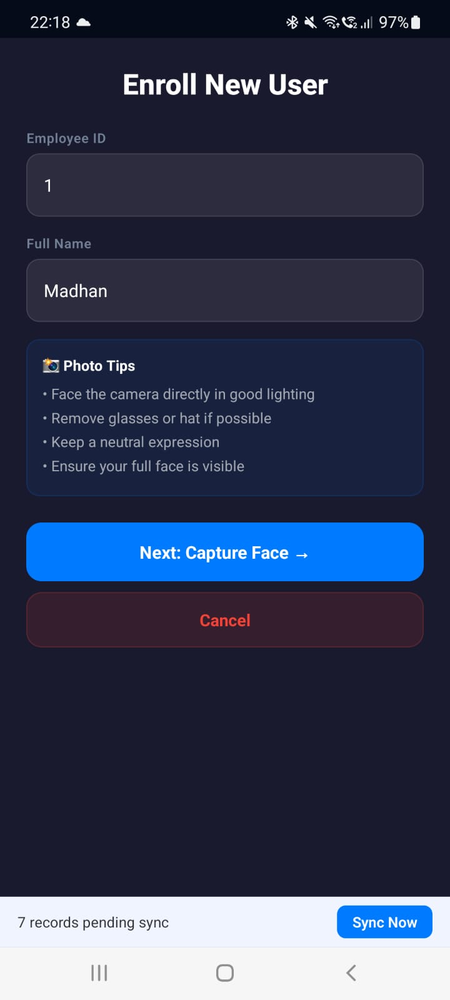 22:18
97%
Enroll New User
Employee ID
1
Full Name
Madhan
📸 Photo Tips
• Face the camera directly in good lighting
• Remove glasses or hat if possible
• Keep a neutral expression
• Ensure your full face is visible
Next: Capture Face →
Cancel
7 records pending sync
Sync Now